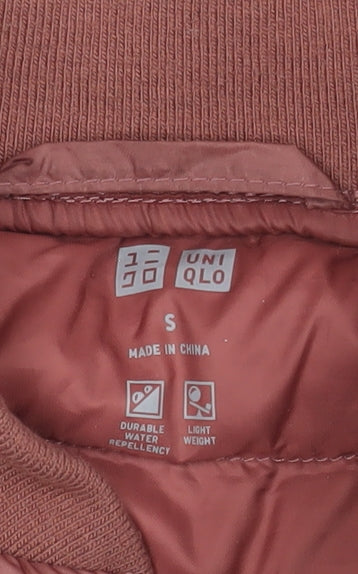 ユニ UNI
クロ QLO
S
MADE IN CHINA
DURABLE LIGHT
WATER WEIGHT
REPELLENCY